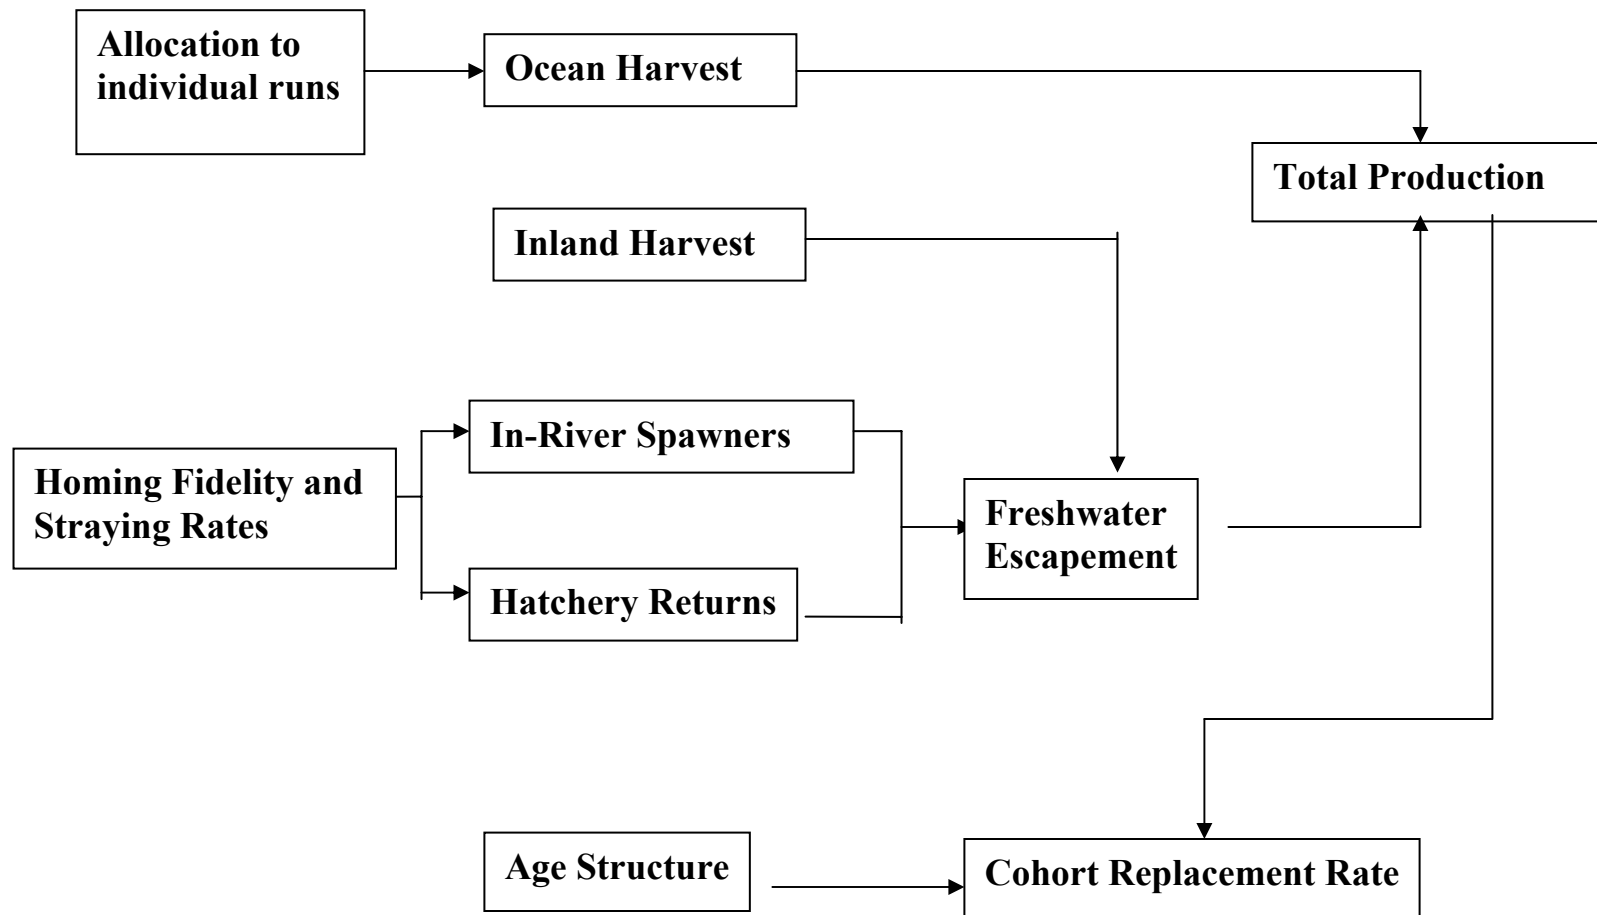 Allocation to
individual runs
Ocean Harvest
Total Production
Inland Harvest
In-River Spawners
Homing Fidelity and
Straying Rates
Freshwater
Escapement
Hatchery Returns
Age Structure
Cohort Replacement Rate